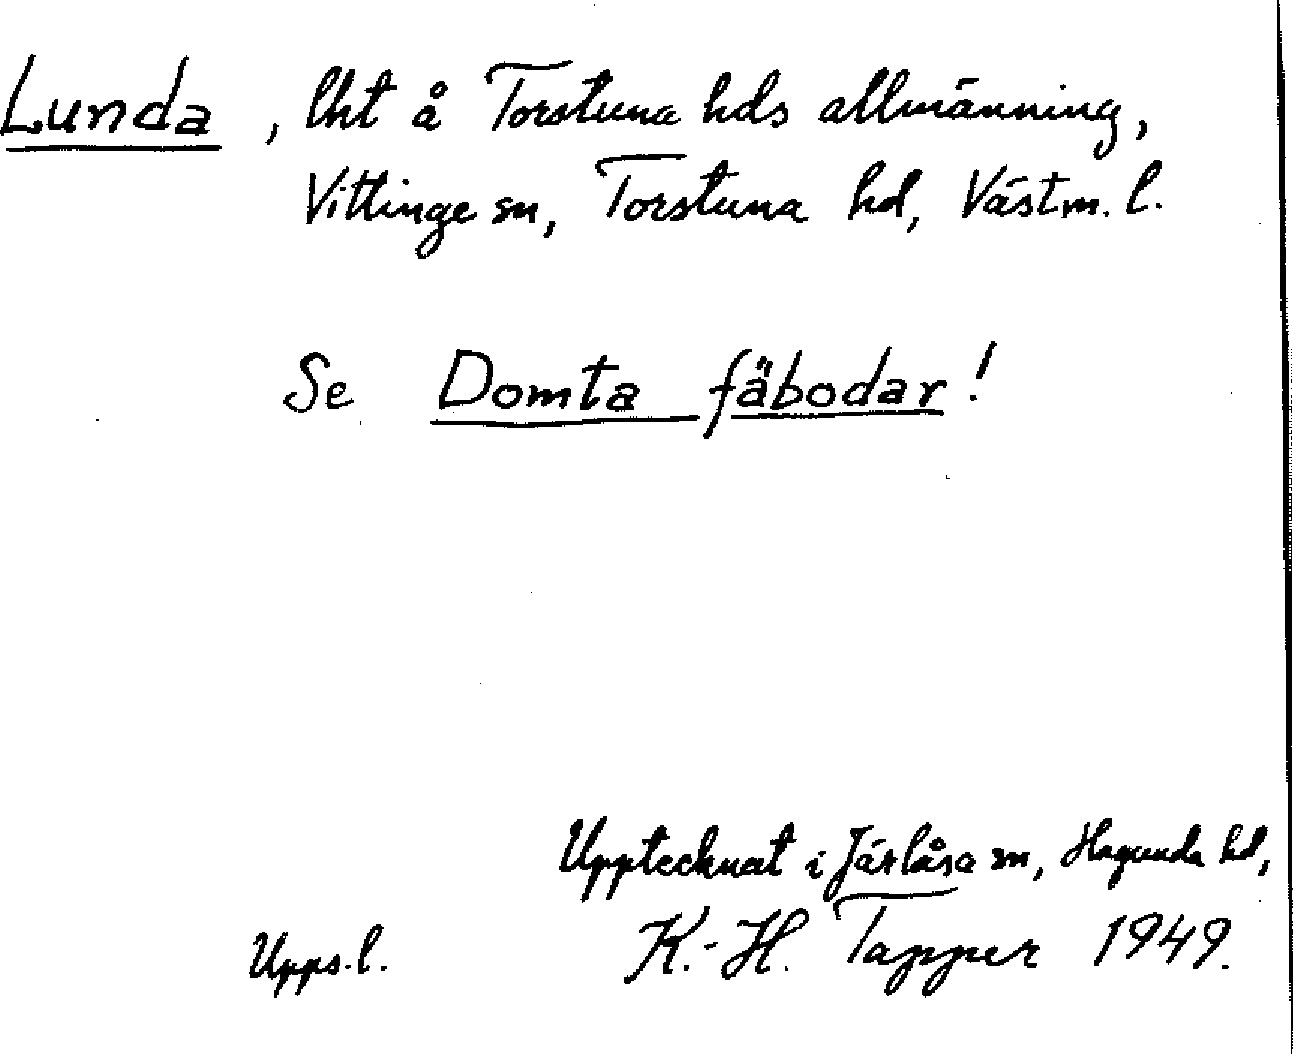 Lunda, lht å Torstuna hds allmänning,
Vittinge sn, Torstuna hd, Västm. l.
Se Domta fäbodar!
Upptecknat i Järlåsa sn, Hagunda hd,
Upps. l. K.-H. Tapper 1949.